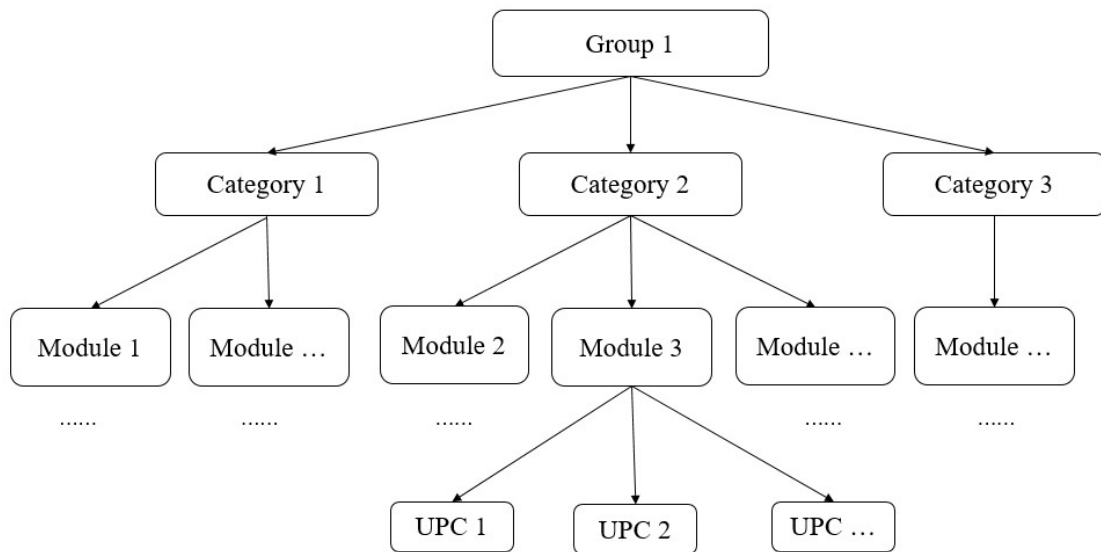 Group 1
Category 1
Category 2
Category 3
Module 1
Module …
Module 2
Module 3
Module …
Module …
……
……
……
……
……
UPC 1
UPC 2
UPC …